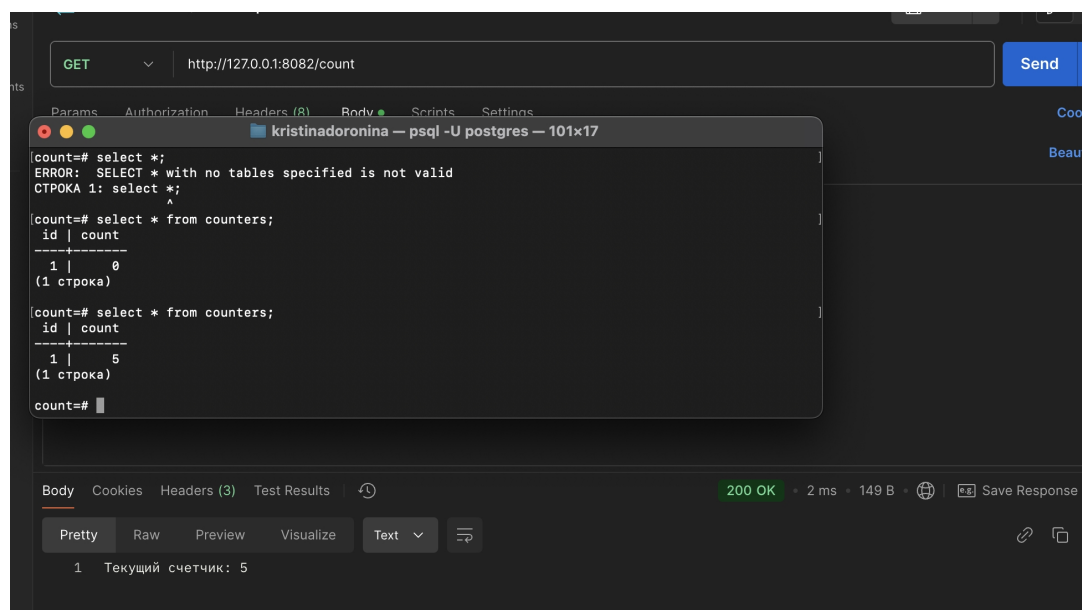 GET http://127.0.0.1:8082/count Send
Params Authorization Headers (8) Body Scripts Settings
kristinadoronina — psql -U postgres — 101×17
[count=# select *; ]
ERROR:  SELECT * with no tables specified is not valid
СТРОКА 1: select *;
^
[count=# select * from counters; ]
id | count
----+-------
1 | 0
(1 строка)
[count=# select * from counters; ]
id | count
----+-------
1 | 5
(1 строка)
count=#
Body Cookies Headers (3) Test Results 200 OK • 2 ms • 149 B e.g. Save Response
Pretty Raw Preview Visualize Text
1 Текущий счетчик: 5